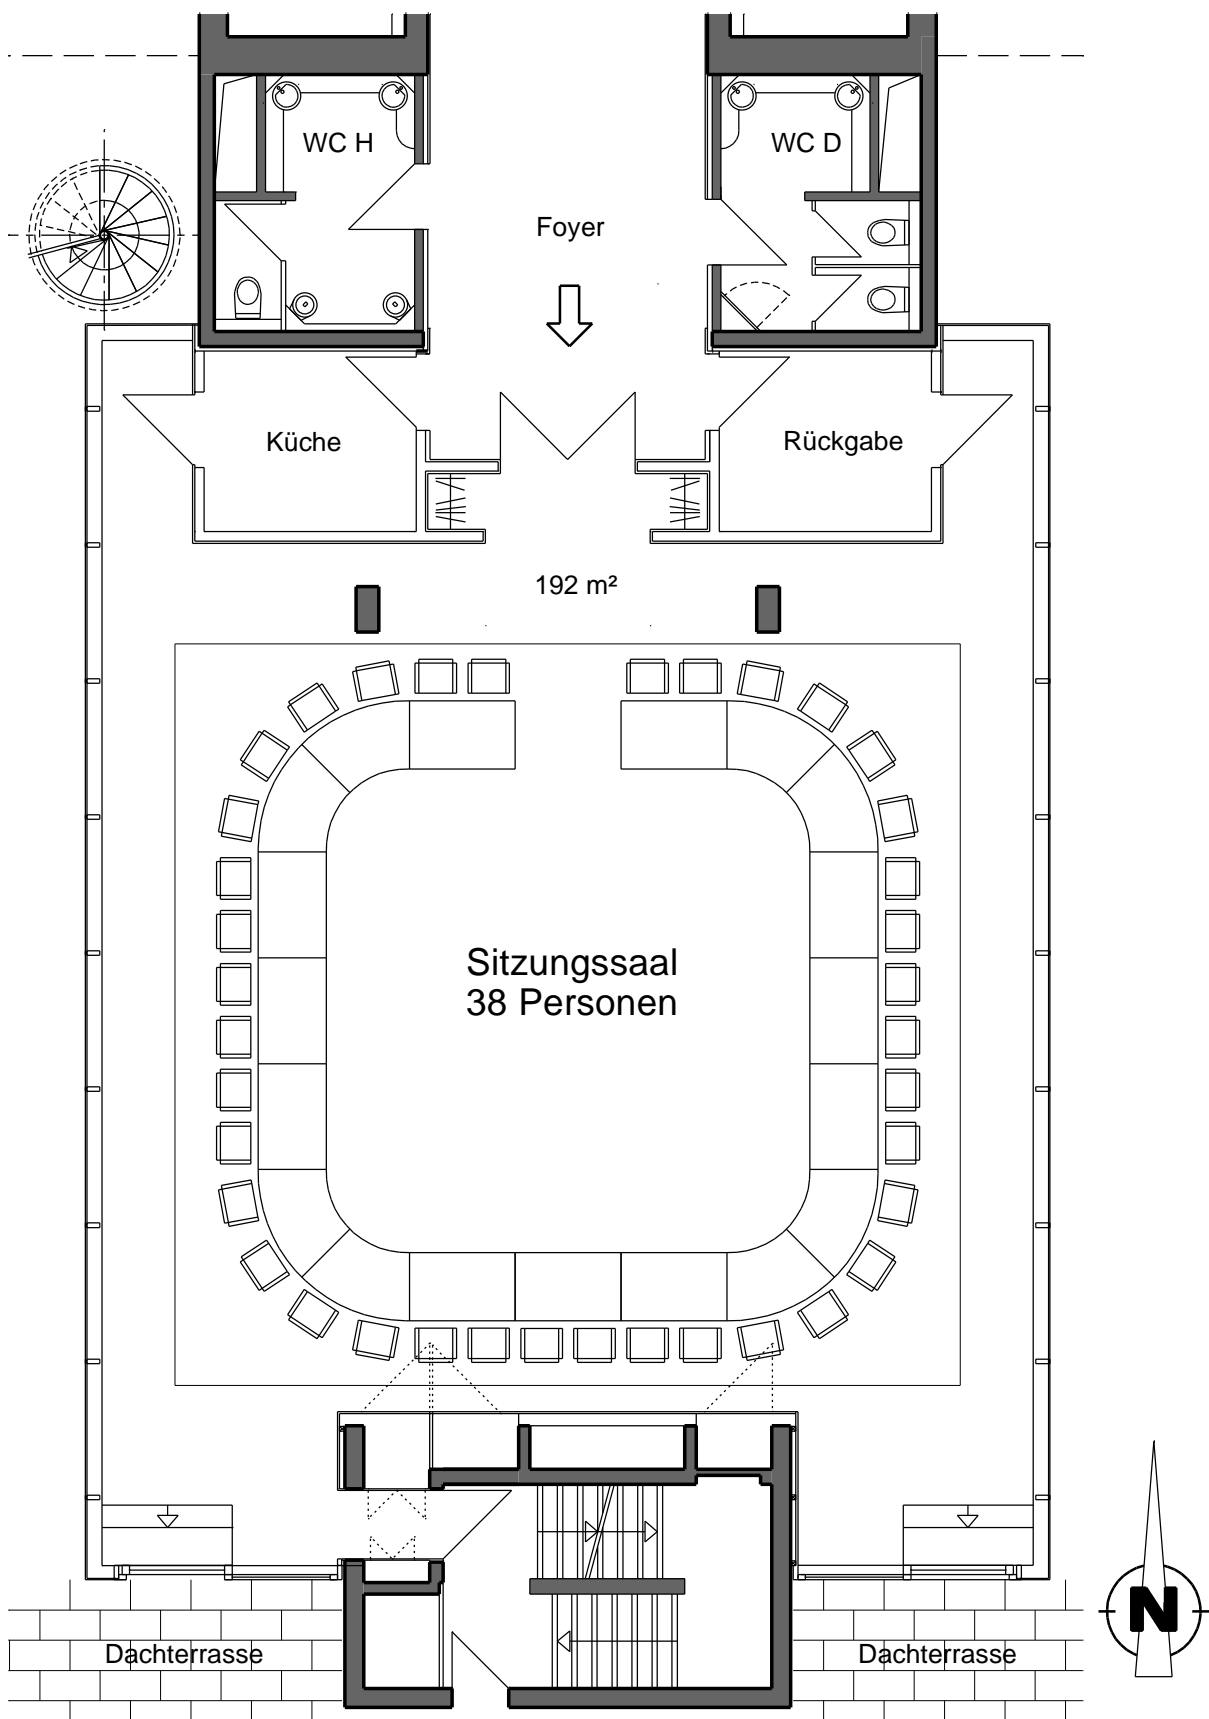 WC H
WC D
Foyer
Küche
Rückgabe
192 m²
Sitzungssaal
38 Personen
N
Dachterrasse
Dachterrasse